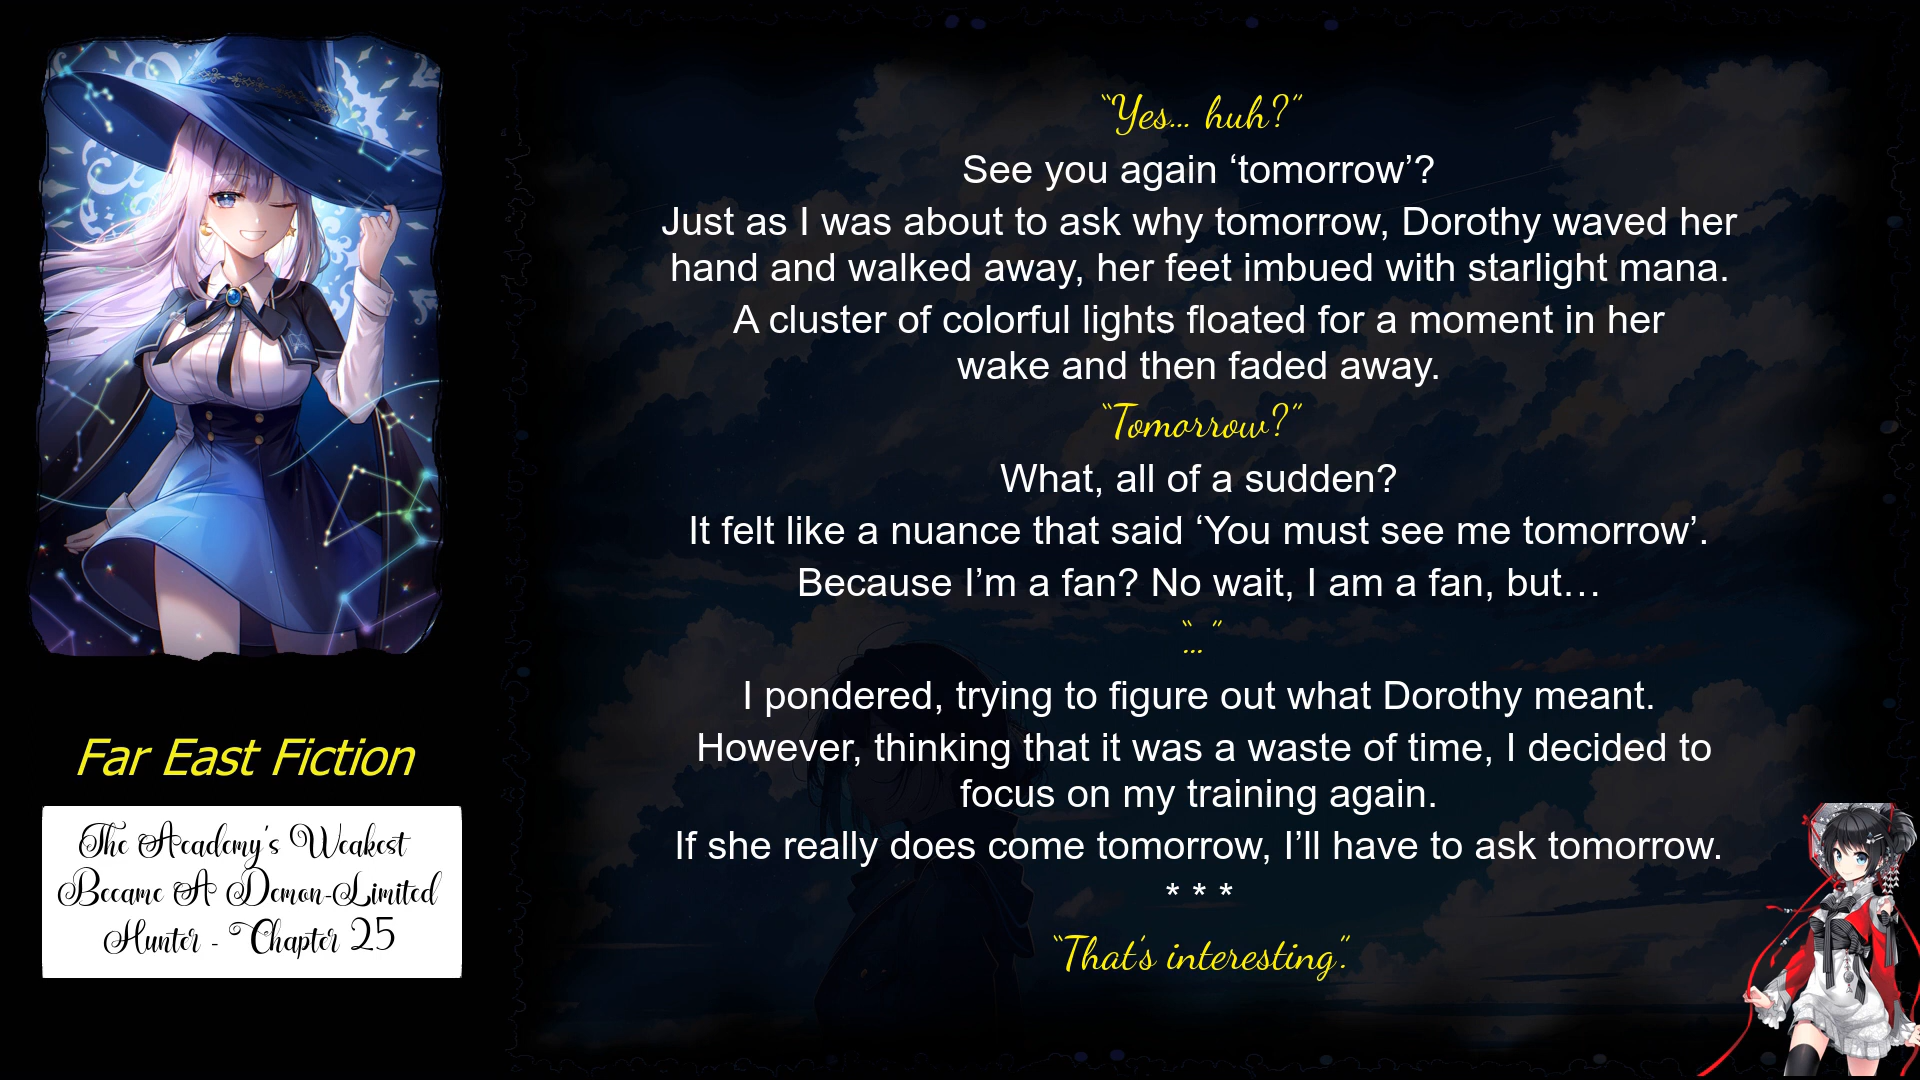 “Yes... huh?”
See you again ‘tomorrow’?
Just as I was about to ask why tomorrow, Dorothy waved her
hand and walked away, her feet imbued with starlight mana.
A cluster of colorful lights floated for a moment in her
wake and then faded away.
“Tomorrow?”
What, all of a sudden?
It felt like a nuance that said ‘You must see me tomorrow’.
Because I’m a fan? No wait, I am a fan, but…
“...”
I pondered, trying to figure out what Dorothy meant.
However, thinking that it was a waste of time, I decided to
focus on my training again.
If she really does come tomorrow, I’ll have to ask tomorrow.
* * *
“That’s interesting.”
Far East Fiction
The Academy's Weakest
Became A Demon-Limited
Hunter - Chapter 25